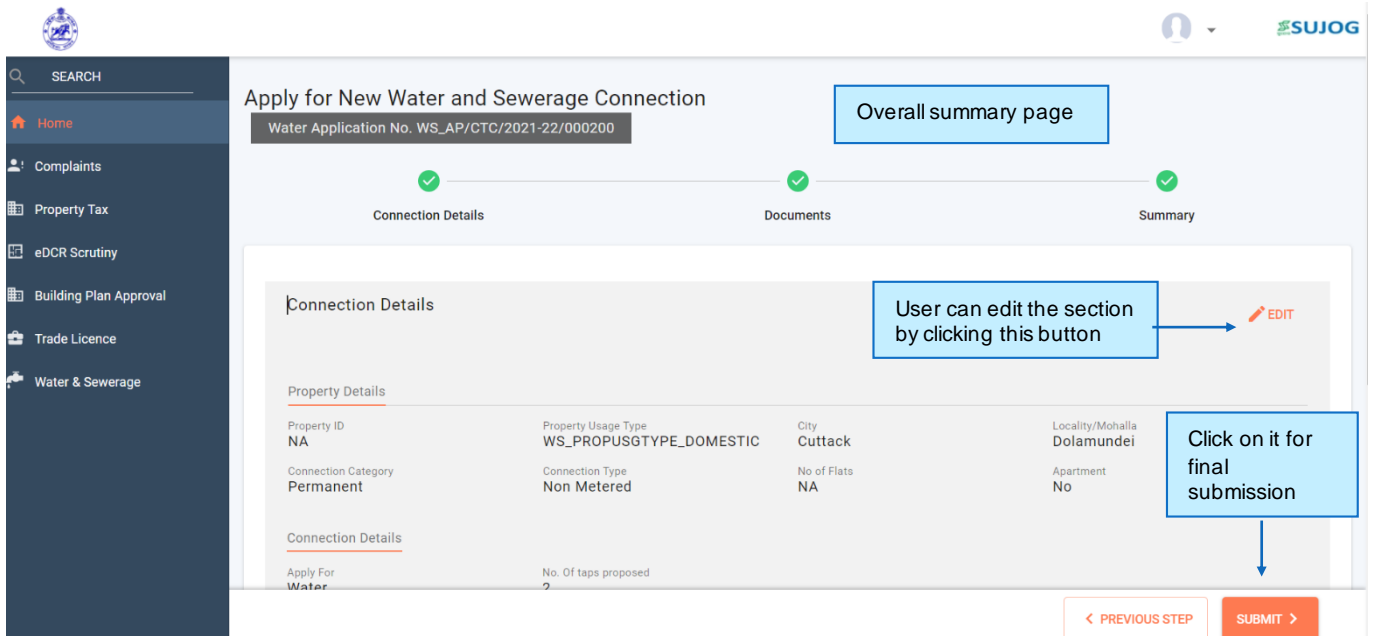 SUJOG
SEARCH
Home
Complaints
Property Tax
eDCR Scrutiny
Building Plan Approval
Trade Licence
Water & Sewerage
Apply for New Water and Sewerage Connection
Water Application No. WS_AP/CTC/2021-22/000200
Overall summary page
Connection Details
Documents
Summary
Connection Details
User can edit the section
by clicking this button
EDIT
Property Details
Property ID
NA
Property Usage Type
WS_PROPUSGTYPE_DOMESTIC
City
Cuttack
Locality/Mohalla
Dolamundei
Connection Category
Permanent
Connection Type
Non Metered
No of Flats
NA
Apartment
No
Click on it for
final
submission
Connection Details
Apply For
Water
No. Of taps proposed
2
PREVIOUS STEP
SUBMIT